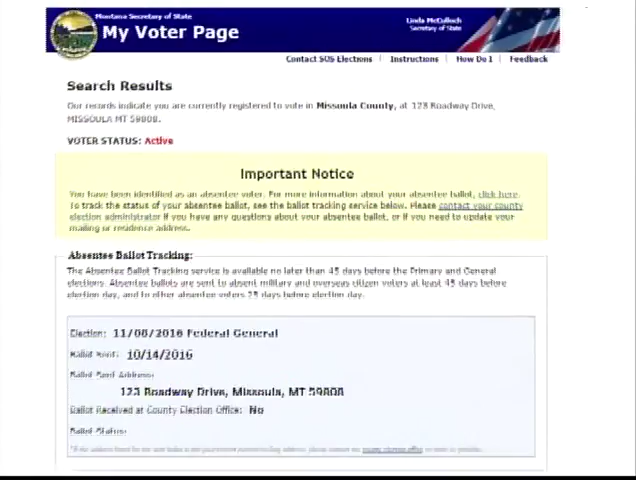 Montana Secretary of State
My Voter Page
Linda McCulloch
Secretary of State
Contact SOS Elections | Instructions | How Do I | Feedback
Search Results
Our records indicate you are currently registered to vote in Missoula County, at 123 Roadway Drive,
MISSOULA MT 59808.
VOTER STATUS: Active
Important Notice
You have been identified as an absentee voter. For more information about your absentee ballot, click here.
To track the status of your absentee ballot, see the ballot tracking service below. Please contact your county
election administrator if you have any questions about your absentee ballot, or if you need to update your
mailing or residence address.
Absentee Ballot Tracking:
The Absentee Ballot Tracking service is available no later than 45 days before the Primary and General
elections. Absentee ballots are sent to absent military and overseas citizen voters at least 45 days before
election day, and to other absentee voters 25 days before election day.
Election: 11/08/2016 Federal General
Ballot Sent: 10/14/2016
Ballot Sent Address:
123 Roadway Drive, Missoula, MT 59808
Ballot Received at County Election Office: No
Ballot Status: